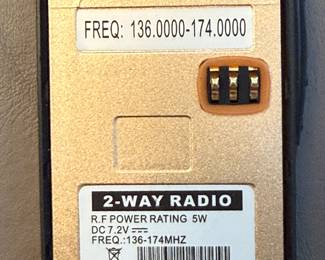 FREQ: 136.0000-174.0000
2-WAY RADIO
R.F POWER RATING 5W
DC 7.2V
FREQ.:136-174MHZ